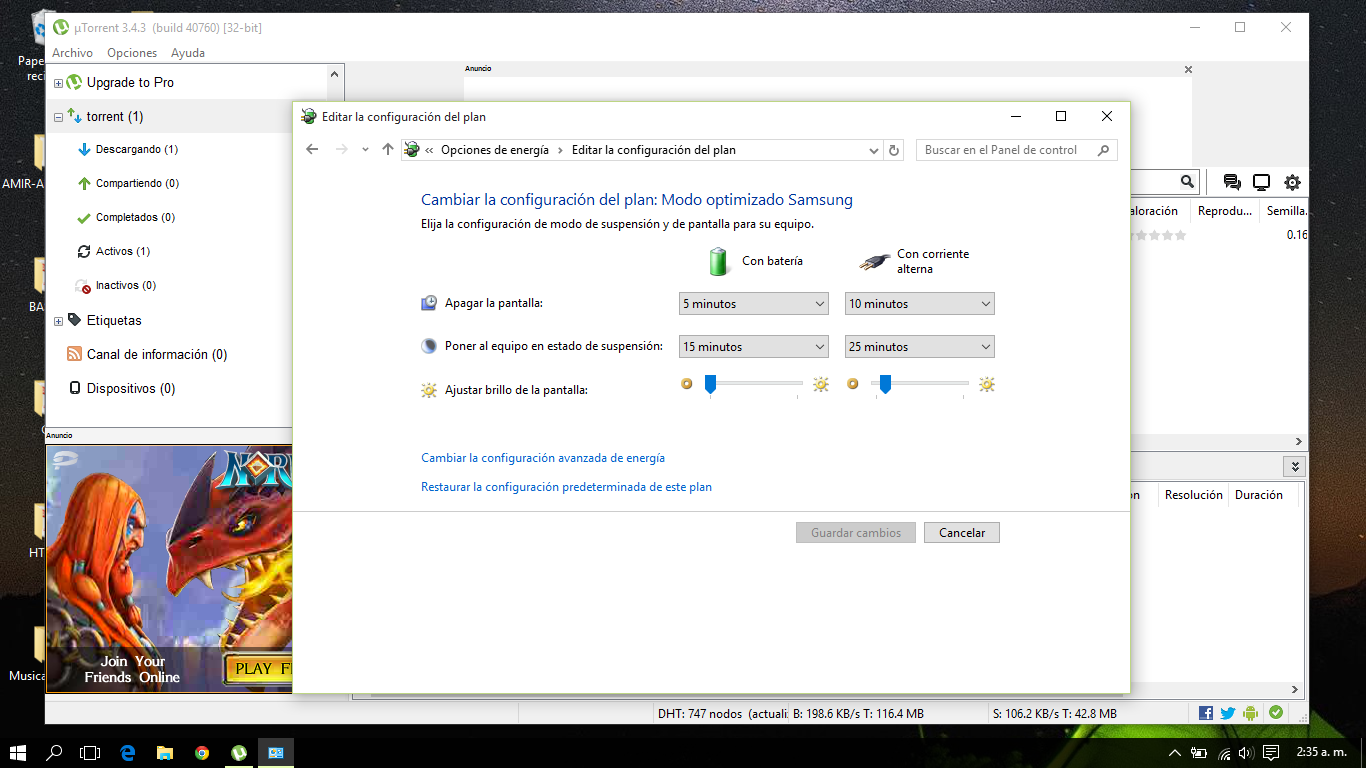 µTorrent 3.4.3 (build 40760) [32-bit]
Archivo Opciones Ayuda
Upgrade to Pro
torrent (1)
Descargando (1)
Compartiendo (0)
Completados (0)
Activos (1)
Inactivos (0)
Etiquetas
Canal de información (0)
Dispositivos (0)
Anuncio
Anuncio
Join Your
Friends Online
PLAY
Editar la configuración del plan
« Opciones de energía › Editar la configuración del plan
Buscar en el Panel de control
Cambiar la configuración del plan: Modo optimizado Samsung
Elija la configuración de modo de suspensión y de pantalla para su equipo.
Con batería
Con corriente
alterna
Apagar la pantalla: 5 minutos 10 minutos
Poner al equipo en estado de suspensión: 15 minutos 25 minutos
Ajustar brillo de la pantalla:
Cambiar la configuración avanzada de energía
Restaurar la configuración predeterminada de este plan
Guardar cambios Cancelar
aloración Reprodu... Semilla.
0.16
Resolución Duración
DHT: 747 nodos (actuali B: 198.6 KB/s T: 116.4 MB S: 106.2 KB/s T: 42.8 MB
AMIR-A
BA
HT
Musica
2:35 a. m.